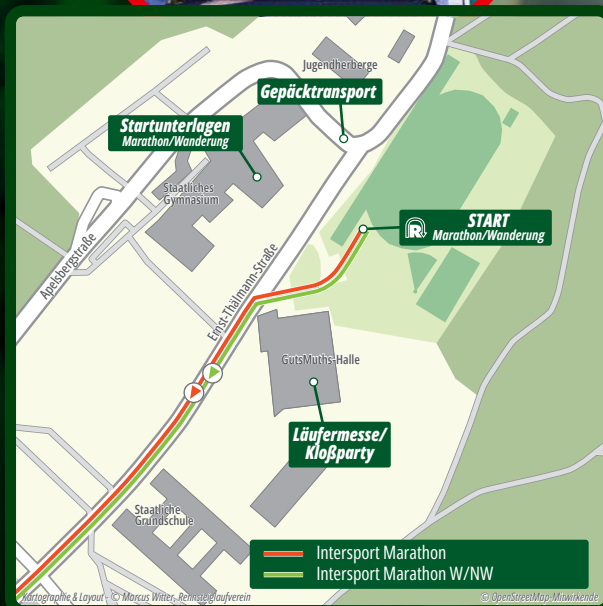 Jugendherberge
Gepäcktransport
Startunterlagen
Marathon/Wanderung
Staatliches
Gymnasium
START
Marathon/Wanderung
Apelsbergstraße
Ernst-Thälmann-Straße
GutsMuths-Halle
Läufermesse/
Kloßparty
Staatliche
Grundschule
Intersport Marathon
Intersport Marathon W/NW
Kartographie & Layout - © Marcus Witter, Rennsteiglaufverein
© OpenStreetMap-Mitwirkende